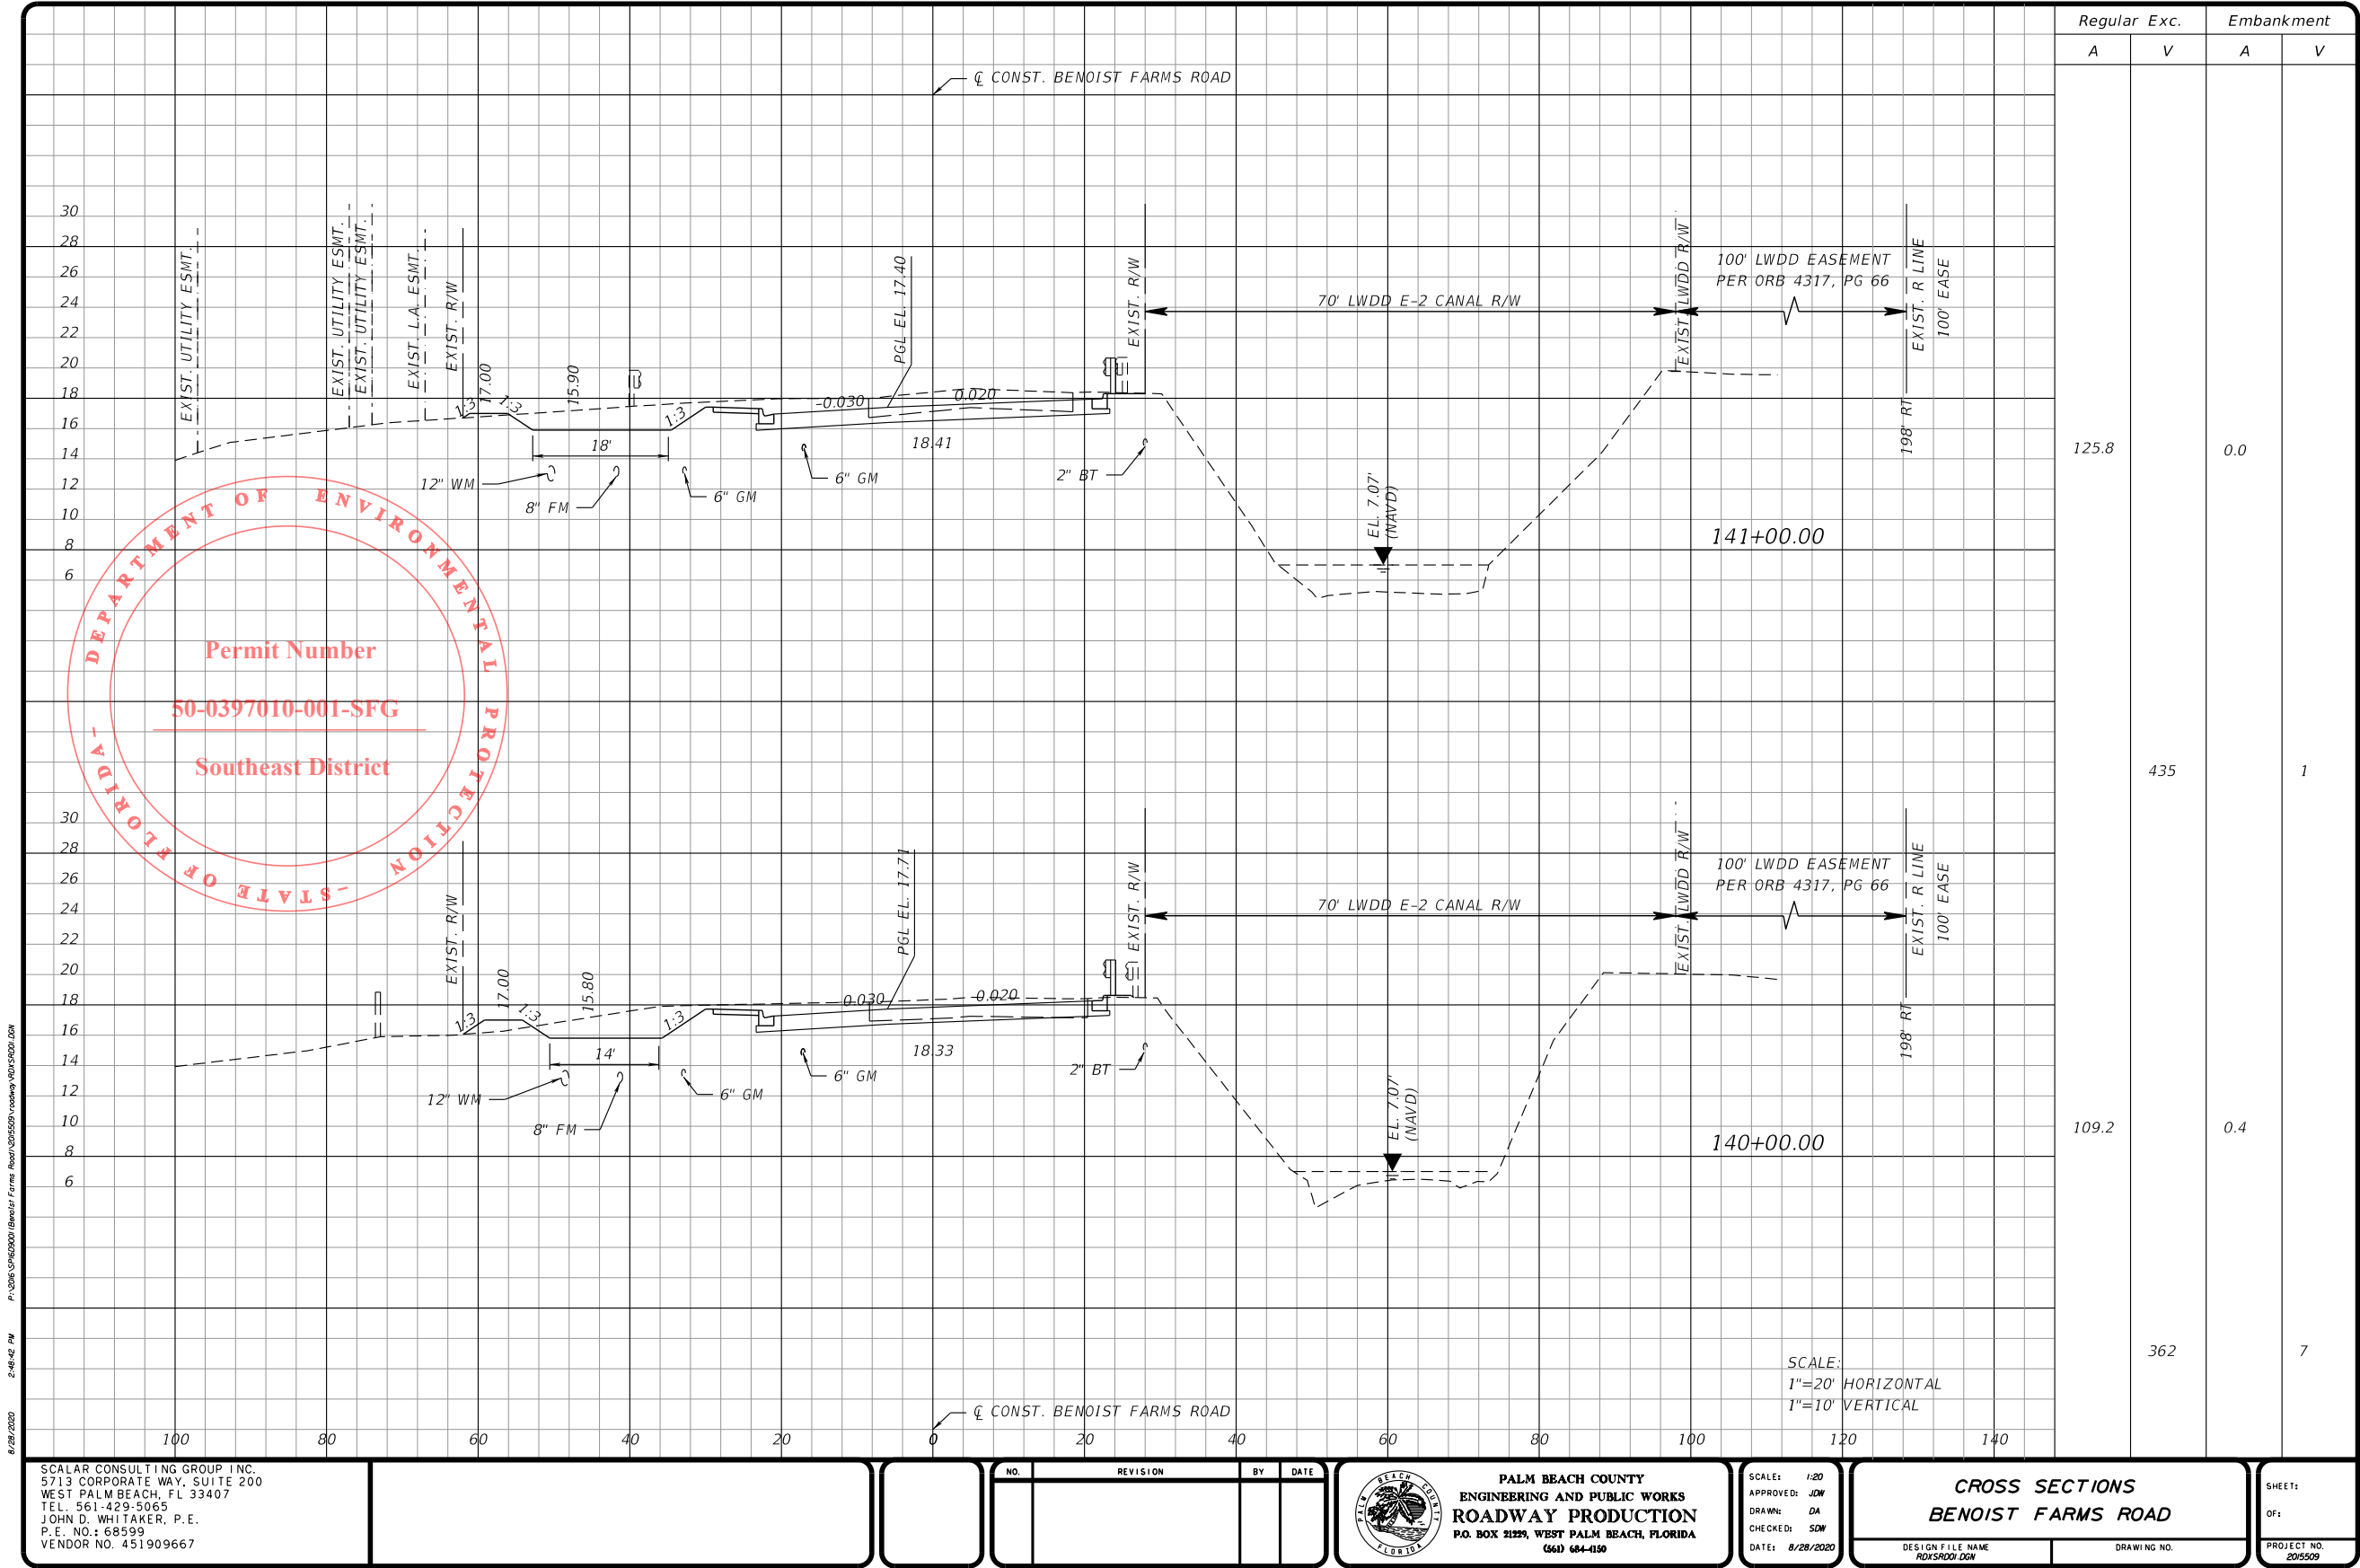 Regular Exc.
Embankment
A
V
A
V
℄ CONST. BENOIST FARMS ROAD
30
28
26
24
22
20
18
16
14
12
10
8
6
EXIST. UTILITY ESMT.
EXIST. UTILITY ESMT.
EXIST. UTILITY ESMT.
EXIST. L.A. ESMT.
EXIST. R/W
17.00
1:3
1:3
15.90
1:3
18'
PGL EL. 17.40
-0.030
0.020
18.41
12" WM
8" FM
6" GM
6" GM
2" BT
EXIST. R/W
70' LWDD E-2 CANAL R/W
EL. 7.07'
(NAVD)
EXIST. LWDD R/W
100' LWDD EASEMENT
PER ORB 4317, PG 66
EXIST. R LINE
100' EASE
198' RT
141+00.00
125.8
0.0
435
1
DEPARTMENT OF ENVIRONMENTAL PROTECTION
-STATE OF FLORIDA-
Permit Number
50-0397010-001-SFG
Southeast District
30
28
26
24
22
20
18
16
14
12
10
8
6
EXIST. R/W
17.00
1:3
1:3
15.80
1:3
14'
PGL EL. 17.71
-0.030
0.020
18.33
12" WM
8" FM
6" GM
6" GM
2" BT
EXIST. R/W
70' LWDD E-2 CANAL R/W
EL. 7.07'
(NAVD)
EXIST. LWDD R/W
100' LWDD EASEMENT
PER ORB 4317, PG 66
EXIST. R LINE
100' EASE
198' RT
140+00.00
109.2
0.4
362
7
SCALE:
1"=20' HORIZONTAL
1"=10' VERTICAL
℄ CONST. BENOIST FARMS ROAD
100 80 60 40 20 0 20 40 60 80 100 120 140
8/28/2020 2:48:42 PM P:\2016\SP16D9001 (Benoist Farms Road)\2015509\roadway\RDXSRD01.DGN
SCALAR CONSULTING GROUP INC.
5713 CORPORATE WAY, SUITE 200
WEST PALM BEACH, FL 33407
TEL. 561-429-5065
JOHN D. WHITAKER, P.E.
P.E. NO.: 68599
VENDOR NO. 451909667
NO. REVISION BY DATE
PALM BEACH COUNTY
FLORIDA
PALM BEACH COUNTY
ENGINEERING AND PUBLIC WORKS
ROADWAY PRODUCTION
P.O. BOX 21229, WEST PALM BEACH, FLORIDA
(561) 684-4150
SCALE: 1:20
APPROVED: JDW
DRAWN: DA
CHECKED: SDW
DATE: 8/28/2020
CROSS SECTIONS
BENOIST FARMS ROAD
DESIGN FILE NAME
RDXSRD01.DGN
DRAWING NO.
SHEET:
OF:
PROJECT NO.
2015509